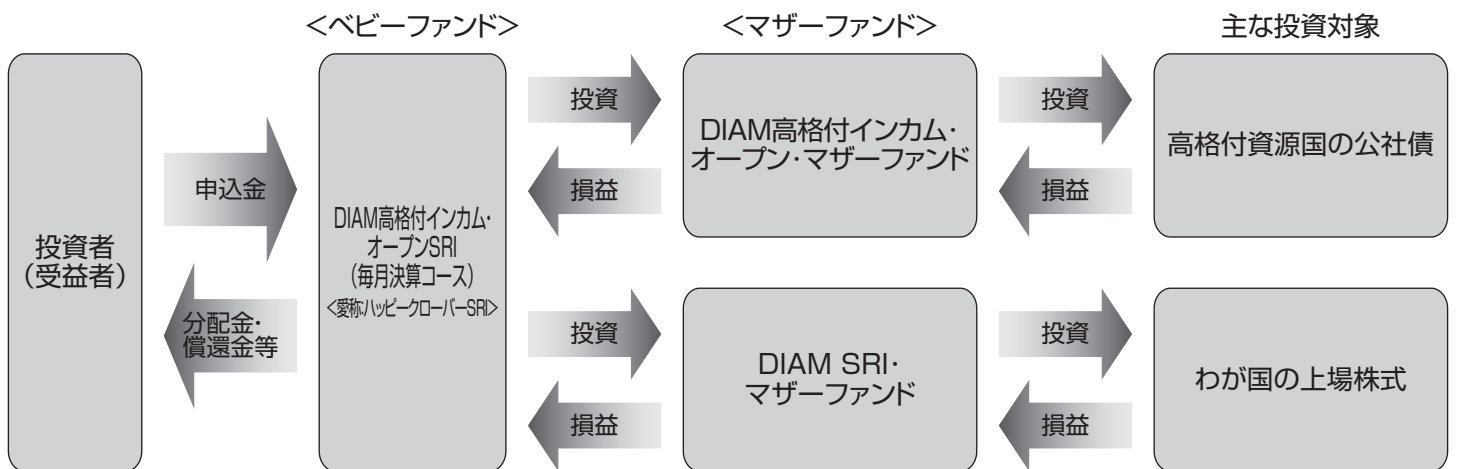 ＜ベビーファンド＞
＜マザーファンド＞
主な投資対象
投資者
（受益者）
申込金
分配金・
償還金等
DIAM高格付インカム・
オープンSRI
（毎月決算コース）
＜愛称:ハッピークローバーSRI＞
投資
損益
DIAM高格付インカム・
オープン・マザーファンド
投資
損益
高格付資源国の公社債
投資
損益
DIAM SRI・
マザーファンド
投資
損益
わが国の上場株式